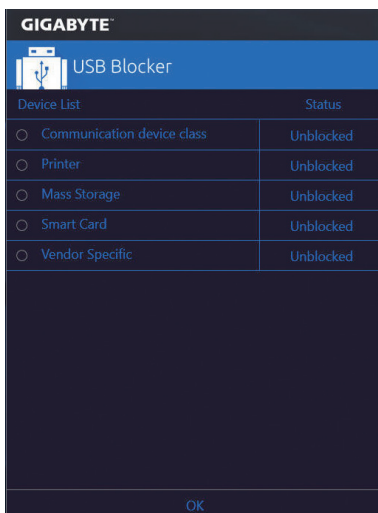 GIGABYTE™
USB Blocker
Device List Status
Communication device class Unblocked
Printer Unblocked
Mass Storage Unblocked
Smart Card Unblocked
Vendor Specific Unblocked
OK